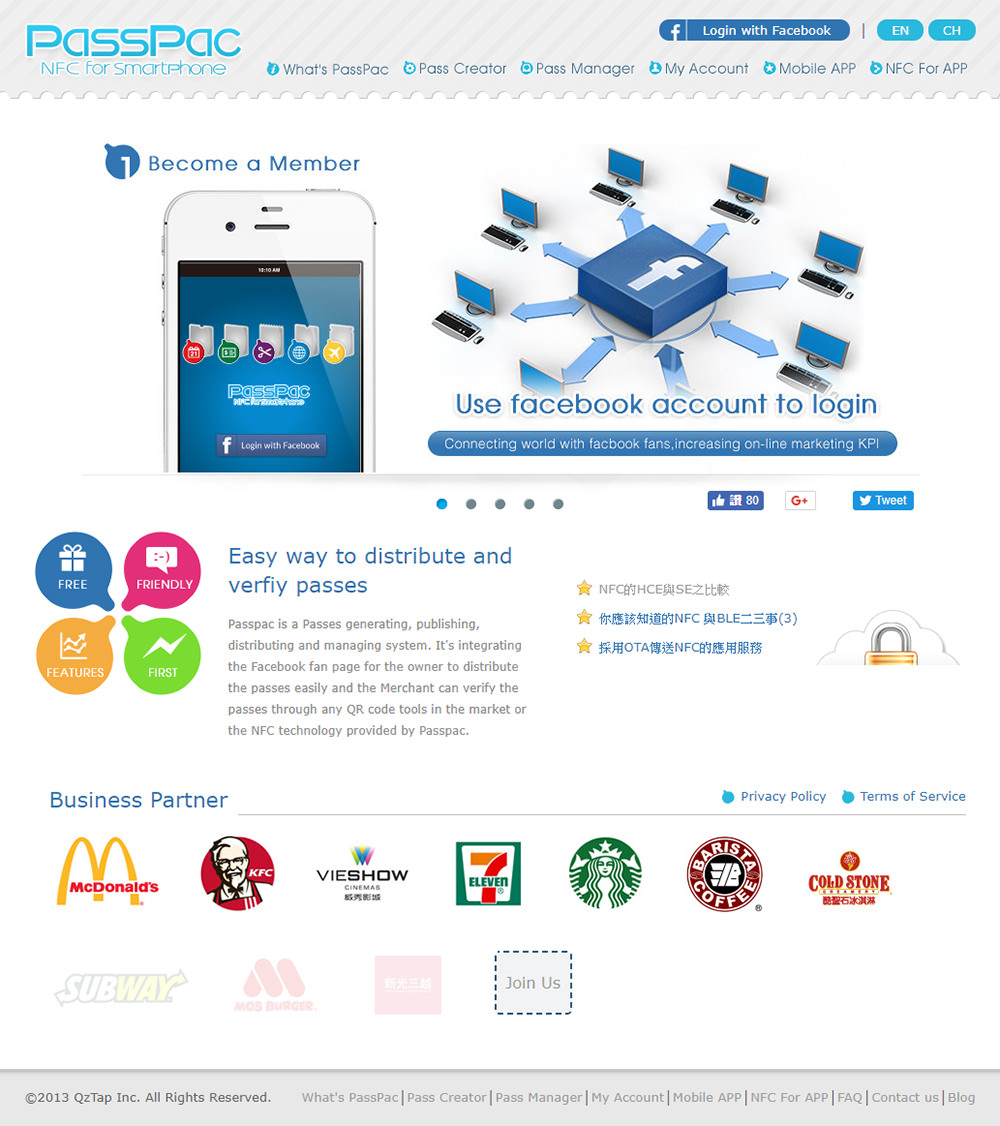 PassPac
NFC for Smartphone
Login with Facebook | EN CH
What's PassPac Pass Creator Pass Manager My Account Mobile APP NFC For APP
1 Become a Member
10:10 AM
21
PassPac
NFC for Smartphone
f Login with Facebook
Use facebook account to login
Connecting world with facbook fans,increasing on-line marketing KPI
讚 80
G+
Tweet
FREE
:-)
FRIENDLY
FEATURES
FIRST
Easy way to distribute and
verfiy passes
Passpac is a Passes generating, publishing,
distributing and managing system. It's integrating
the Facebook fan page for the owner to distribute
the passes easily and the Merchant can verify the
passes through any QR code tools in the market or
the NFC technology provided by Passpac.
NFC的HCE與SE之比較
你應該知道的NFC 與BLE二三事(3)
採用OTA傳送NFC的應用服務
Business Partner
Privacy Policy Terms of Service
McDonald's
KFC
VIESHOW
CINEMAS
威秀影城
7
ELEVEN
BARISTA
COFFEE
COLD STONE
CREAMERY
酷聖石冰淇淋
SUBWAY
MOS BURGER
新光三越
Join Us
©2013 QzTap Inc. All Rights Reserved. What's PassPac|Pass Creator|Pass Manager|My Account|Mobile APP|NFC For APP|FAQ|Contact us|Blog